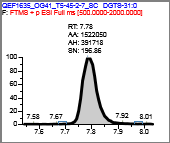 QEF1635_OG41_T5-45-2-7_SC DGTS-31:0
F: FTMS + p ESI Full ms [500.0000-2000.0000]
RT: 7.78
AA: 1522050
AH: 391718
SN: 196.86
100
80
60
40
20
0
7.58 7.67 7.92 8.01
7.6 7.7 7.8 7.9 8.0